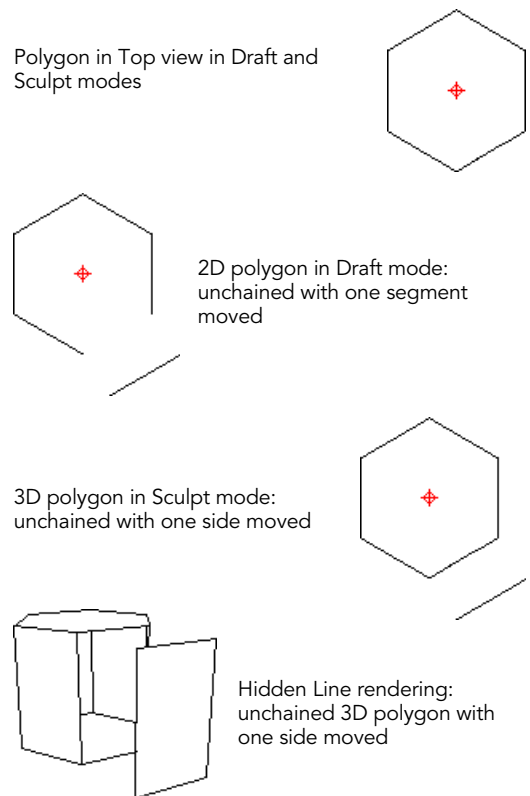 Polygon in Top view in Draft and
Sculpt modes
2D polygon in Draft mode:
unchained with one segment
moved
3D polygon in Sculpt mode:
unchained with one side moved
Hidden Line rendering:
unchained 3D polygon with
one side moved